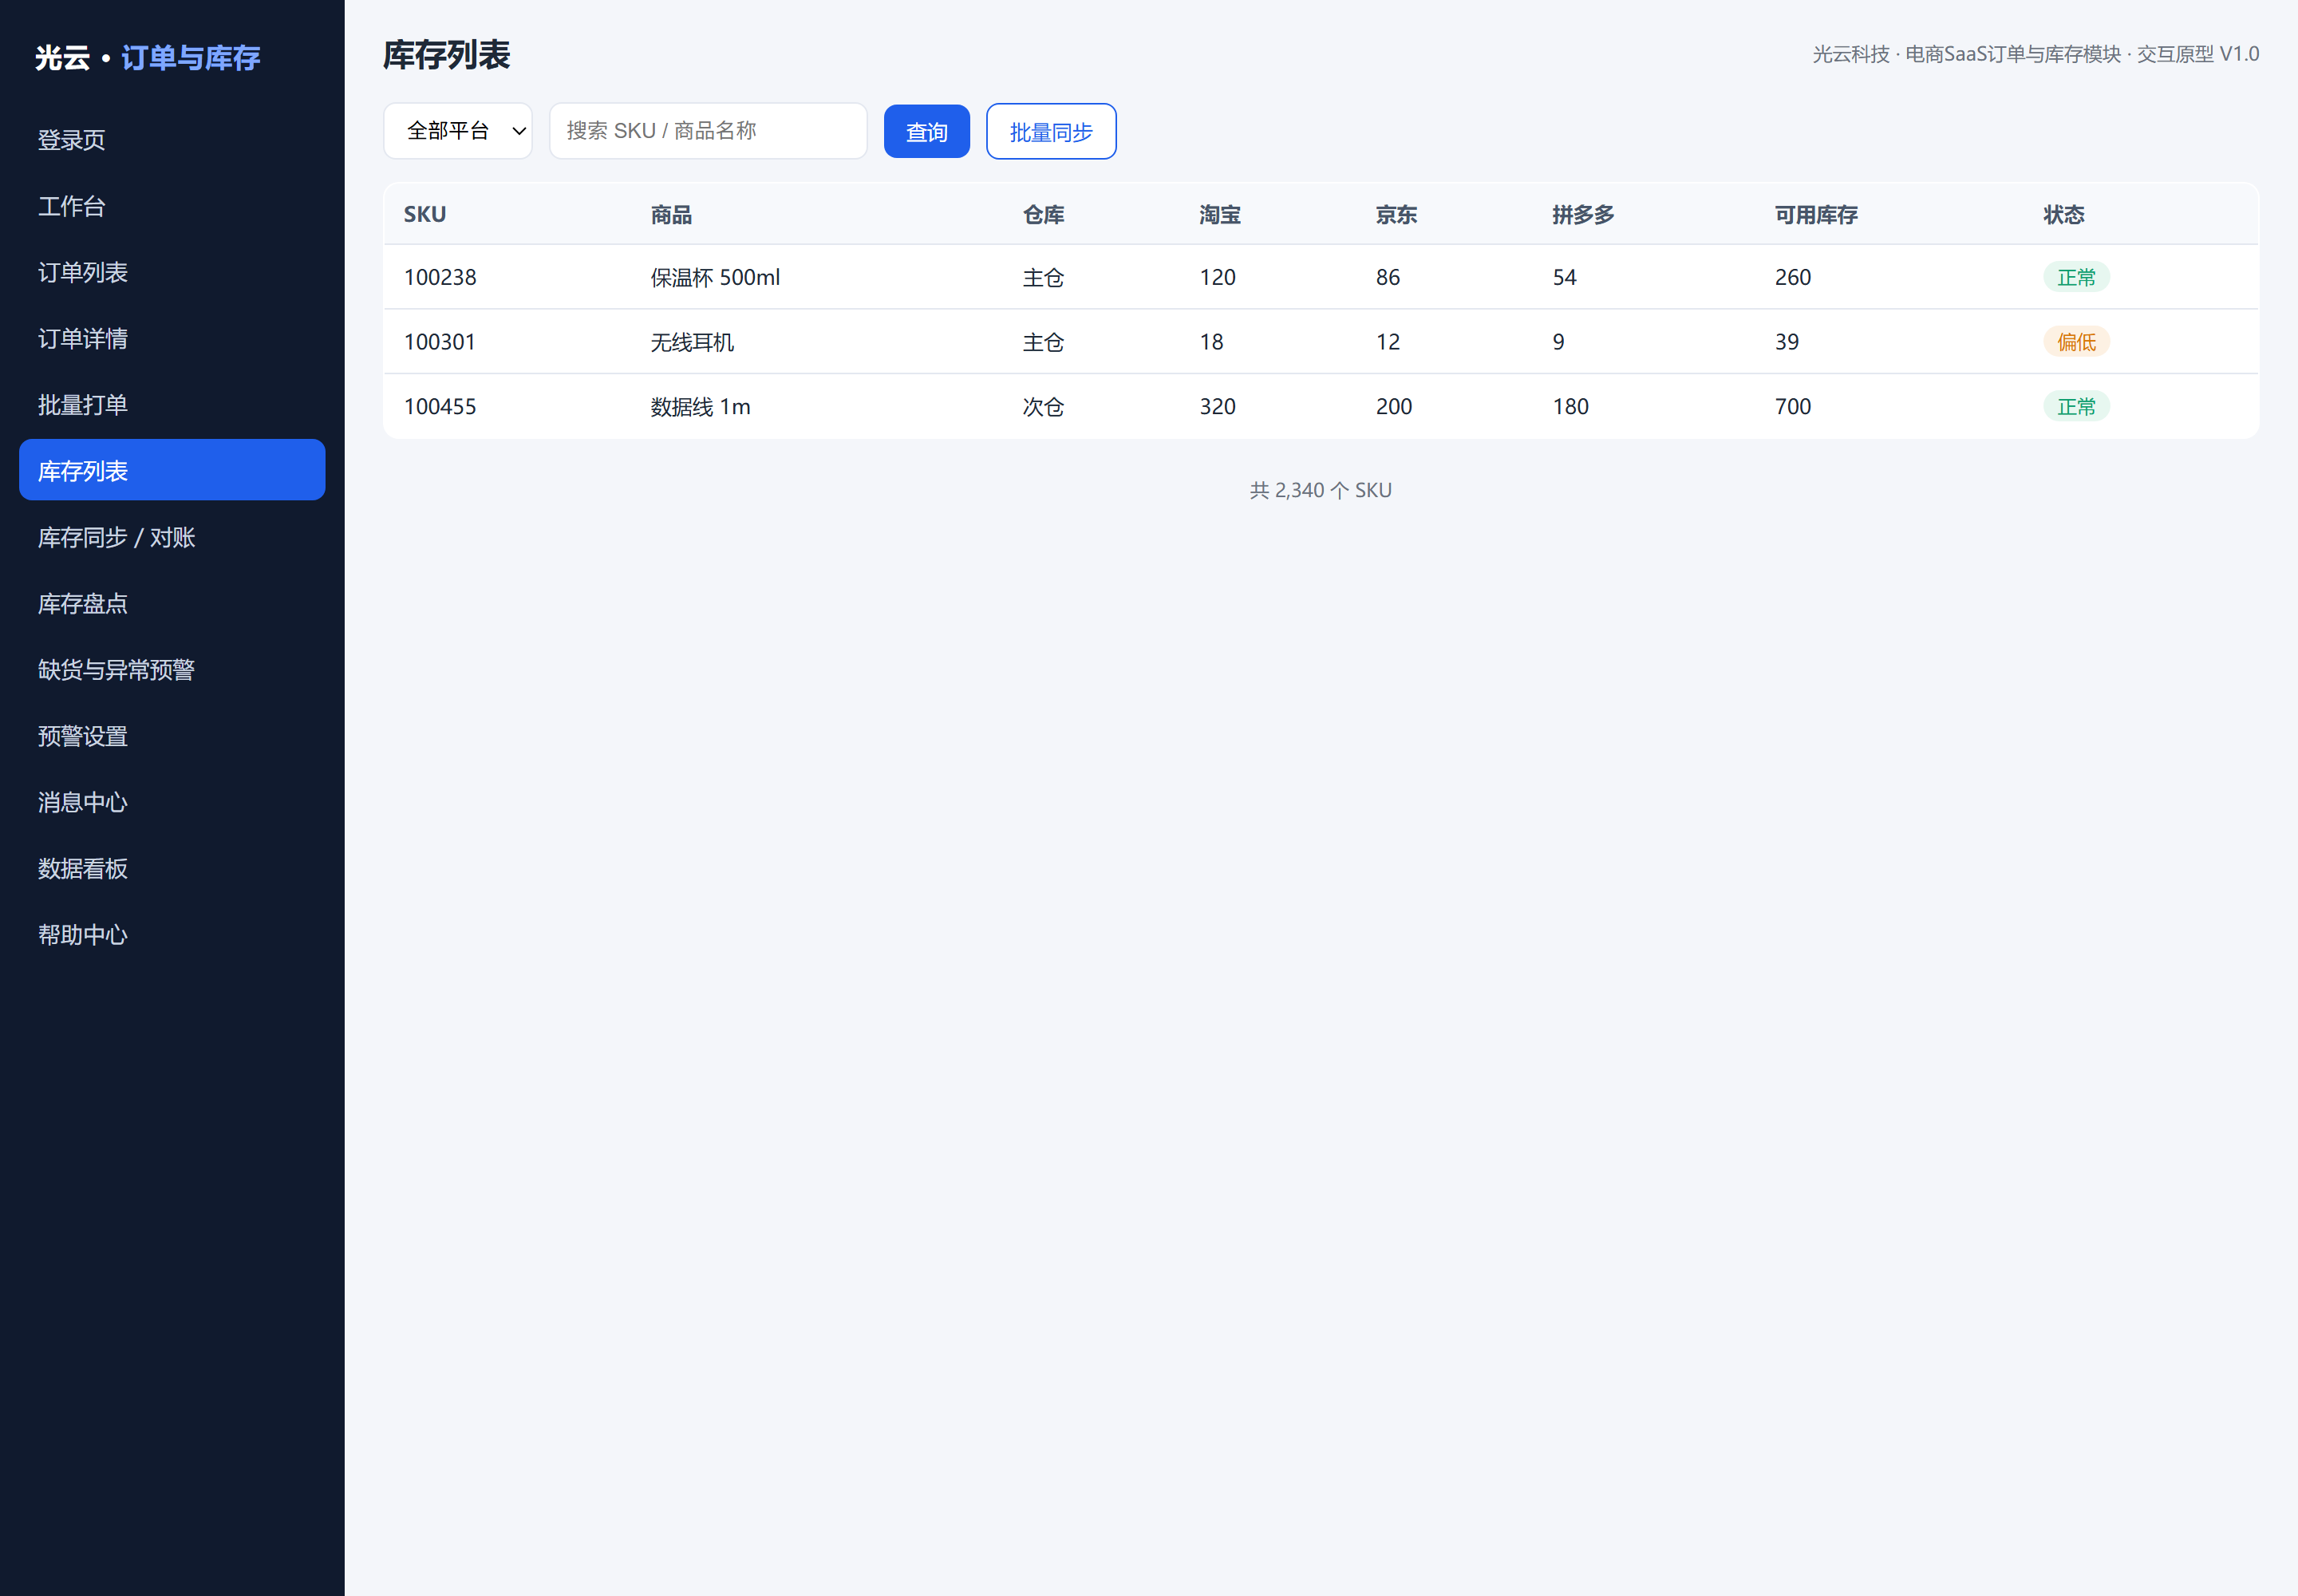 光云 · 订单与库存
登录页
工作台
订单列表
订单详情
批量打单
库存列表
库存同步 / 对账
库存盘点
缺货与异常预警
预警设置
消息中心
数据看板
帮助中心
库存列表
光云科技 · 电商SaaS订单与库存模块 · 交互原型 V1.0
全部平台 搜索 SKU / 商品名称 查询 批量同步
SKU 商品 仓库 淘宝 京东 拼多多 可用库存 状态
100238 保温杯 500ml 主仓 120 86 54 260 正常
100301 无线耳机 主仓 18 12 9 39 偏低
100455 数据线 1m 次仓 320 200 180 700 正常
共 2,340 个 SKU